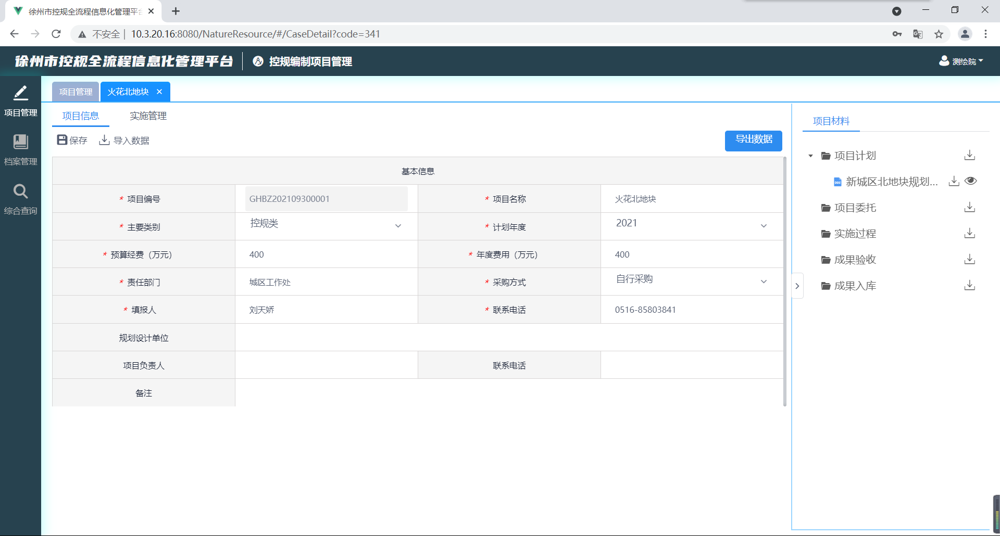 徐州市控规全流程信息化管理平台
不安全 | 10.3.20.16:8080/NatureResource/#/CaseDetail?code=341
徐州市控规全流程信息化管理平台
控规编制项目管理
测绘院
项目管理
档案管理
综合查询
项目管理 火花北地块
项目信息 实施管理
保存 导入数据 导出数据
基本信息
* 项目编号 GHBZ202109300001 * 项目名称 火花北地块
* 主要类别 控规类 * 计划年度 2021
* 预算经费（万元） 400 * 年度费用（万元） 400
* 责任部门 城区工作处 * 采购方式 自行采购
* 填报人 刘天娇 * 联系电话 0516-85803841
规划设计单位
项目负责人 联系电话
备注
项目材料
项目计划
新城区北地块规划...
项目委托
实施过程
成果验收
成果入库